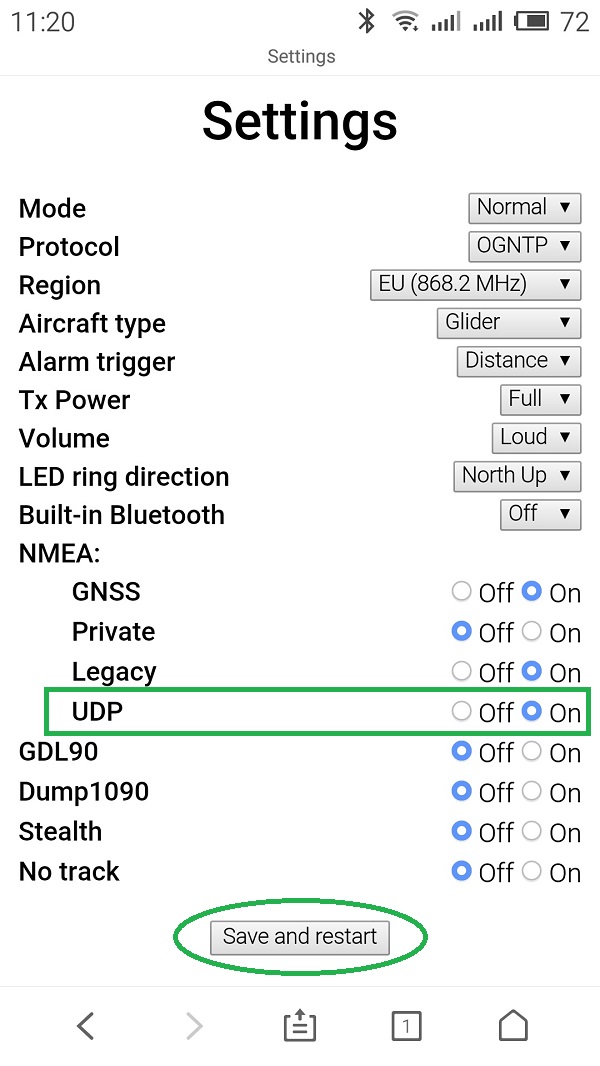 11:20 72
Settings
Settings
Mode Normal ▼
Protocol OGNTP ▼
Region EU (868.2 MHz) ▼
Aircraft type Glider ▼
Alarm trigger Distance ▼
Tx Power Full ▼
Volume Loud ▼
LED ring direction North Up ▼
Built-in Bluetooth Off ▼
NMEA:
GNSS Off On
Private Off On
Legacy Off On
UDP Off On
GDL90 Off On
Dump1090 Off On
Stealth Off On
No track Off On
Save and restart
1